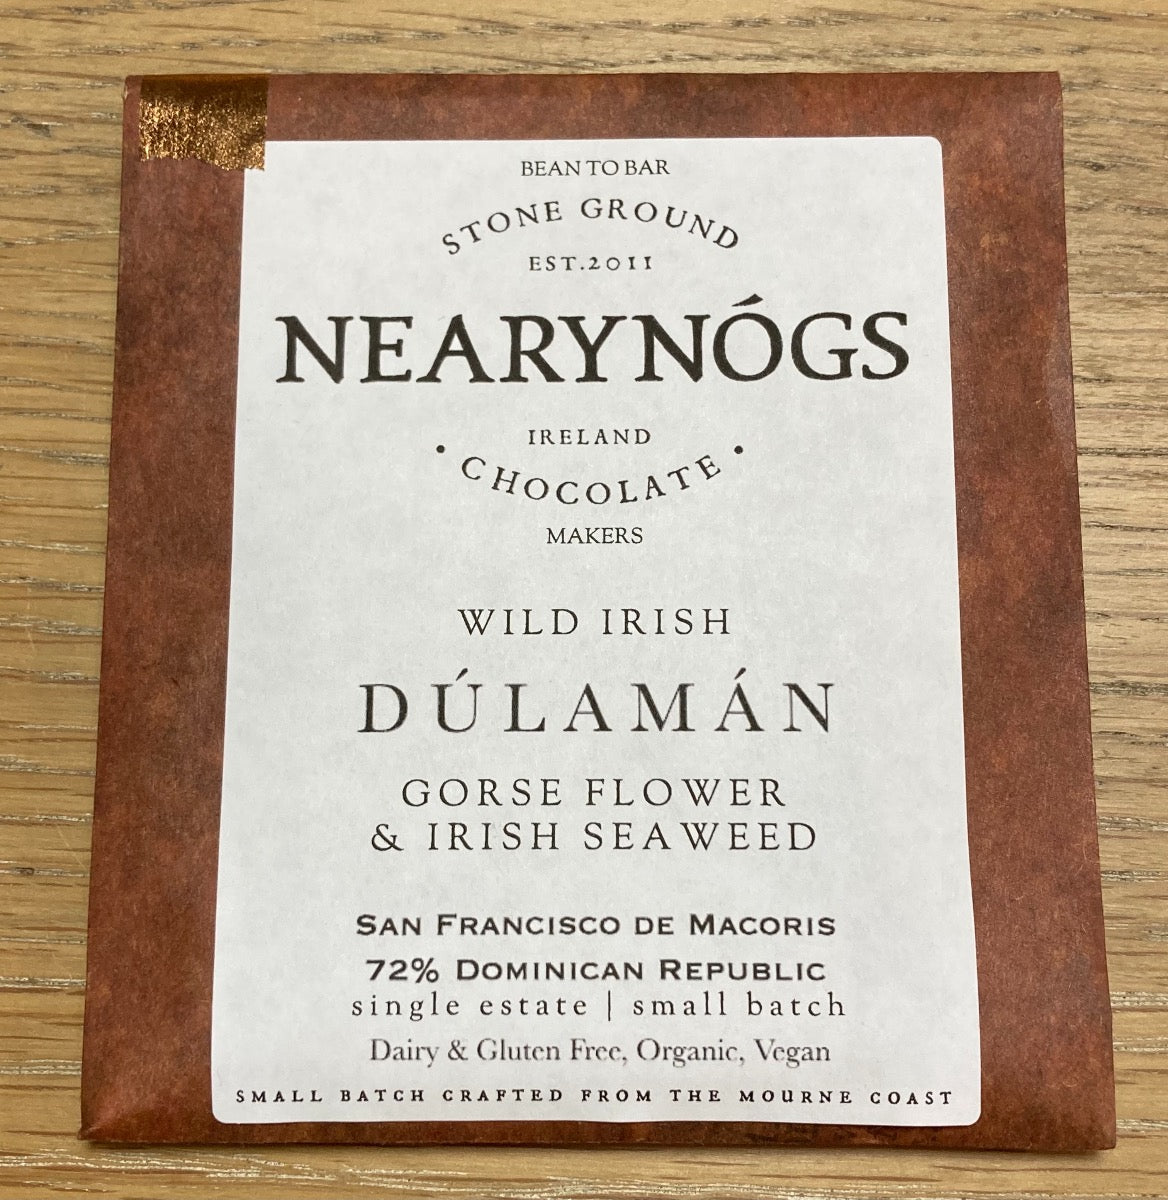 BEAN TO BAR
STONE GROUND
EST.2011
NEARYNÓGS
IRELAND
• CHOCOLATE •
MAKERS
WILD IRISH
DÚLAMÁN
GORSE FLOWER
& IRISH SEAWEED
SAN FRANCISCO DE MACORIS
72% DOMINICAN REPUBLIC
single estate | small batch
Dairy & Gluten Free, Organic, Vegan
SMALL BATCH CRAFTED FROM THE MOURNE COAST